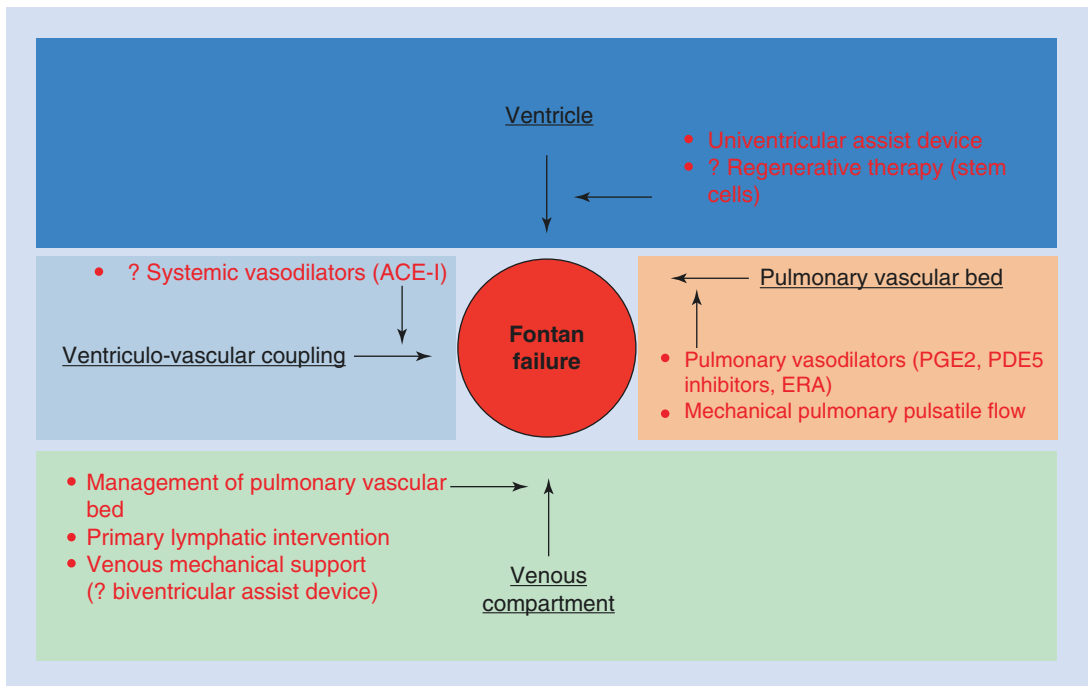 Ventricle
• Univentricular assist device
• ? Regenerative therapy (stem
cells)
• ? Systemic vasodilators (ACE-I)
Ventriculo-vascular coupling
Fontan
failure
Pulmonary vascular bed
• Pulmonary vasodilators (PGE2, PDE5
inhibitors, ERA)
• Mechanical pulmonary pulsatile flow
• Management of pulmonary vascular
bed
• Primary lymphatic intervention
• Venous mechanical support
(? biventricular assist device)
Venous
compartment